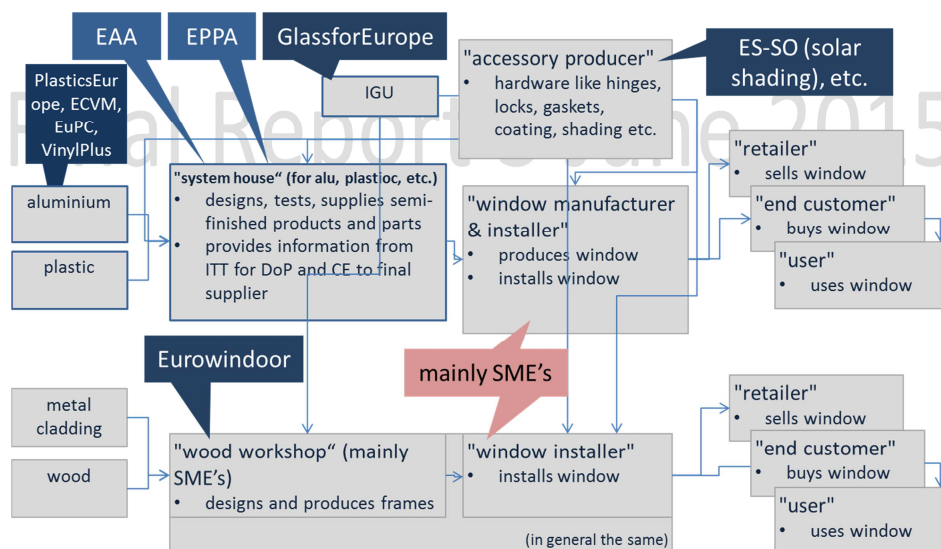 EAA
EPPA
GlassforEurope
ES-SO (solar
shading), etc.
"accessory producer"
• hardware like hinges,
locks, gaskets,
coating, shading etc.
IGU
PlasticsEur
ope, ECVM,
EuPC,
VinylPlus
Final Report June 2015
aluminium
plastic
"system house“ (for alu, plastioc, etc.)
• designs, tests, supplies semi-
finished products and parts
• provides information from
ITT for DoP and CE to final
supplier
"window manufacturer
& installer"
• produces window
• installs window
"retailer"
• sells window
"end customer"
• buys window
"user"
• uses window
Eurowindoor
mainly SME’s
metal
cladding
wood
"wood workshop“ (mainly
SME’s)
• designs and produces frames
"window installer"
• installs window
(in general the same)
"retailer"
• sells window
"end customer"
• buys window
"user"
• uses window